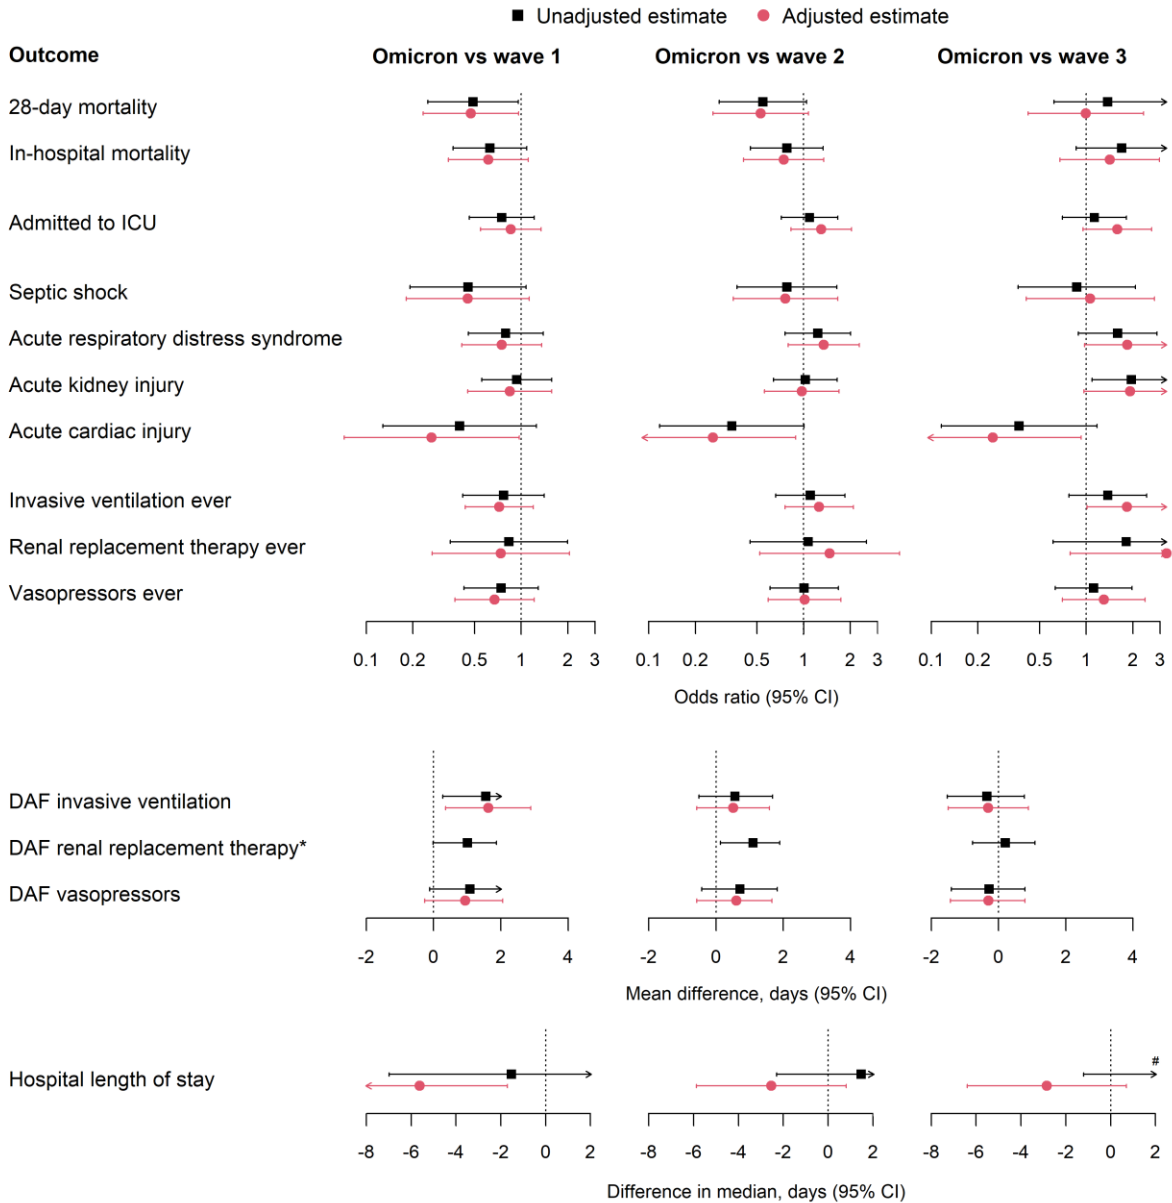 Unadjusted estimate Adjusted estimate
Outcome Omicron vs wave 1 Omicron vs wave 2 Omicron vs wave 3
28-day mortality
In-hospital mortality
Admitted to ICU
Septic shock
Acute respiratory distress syndrome
Acute kidney injury
Acute cardiac injury
Invasive ventilation ever
Renal replacement therapy ever
Vasopressors ever
0.1 0.2 0.5 1 2 3 0.1 0.2 0.5 1 2 3 0.1 0.2 0.5 1 2 3
Odds ratio (95% CI)
DAF invasive ventilation
DAF renal replacement therapy*
DAF vasopressors
-2 0 2 4 -2 0 2 4 -2 0 2 4
Mean difference, days (95% CI)
#
Hospital length of stay
-8 -6 -4 -2 0 2 -8 -6 -4 -2 0 2 -8 -6 -4 -2 0 2
Difference in median, days (95% CI)